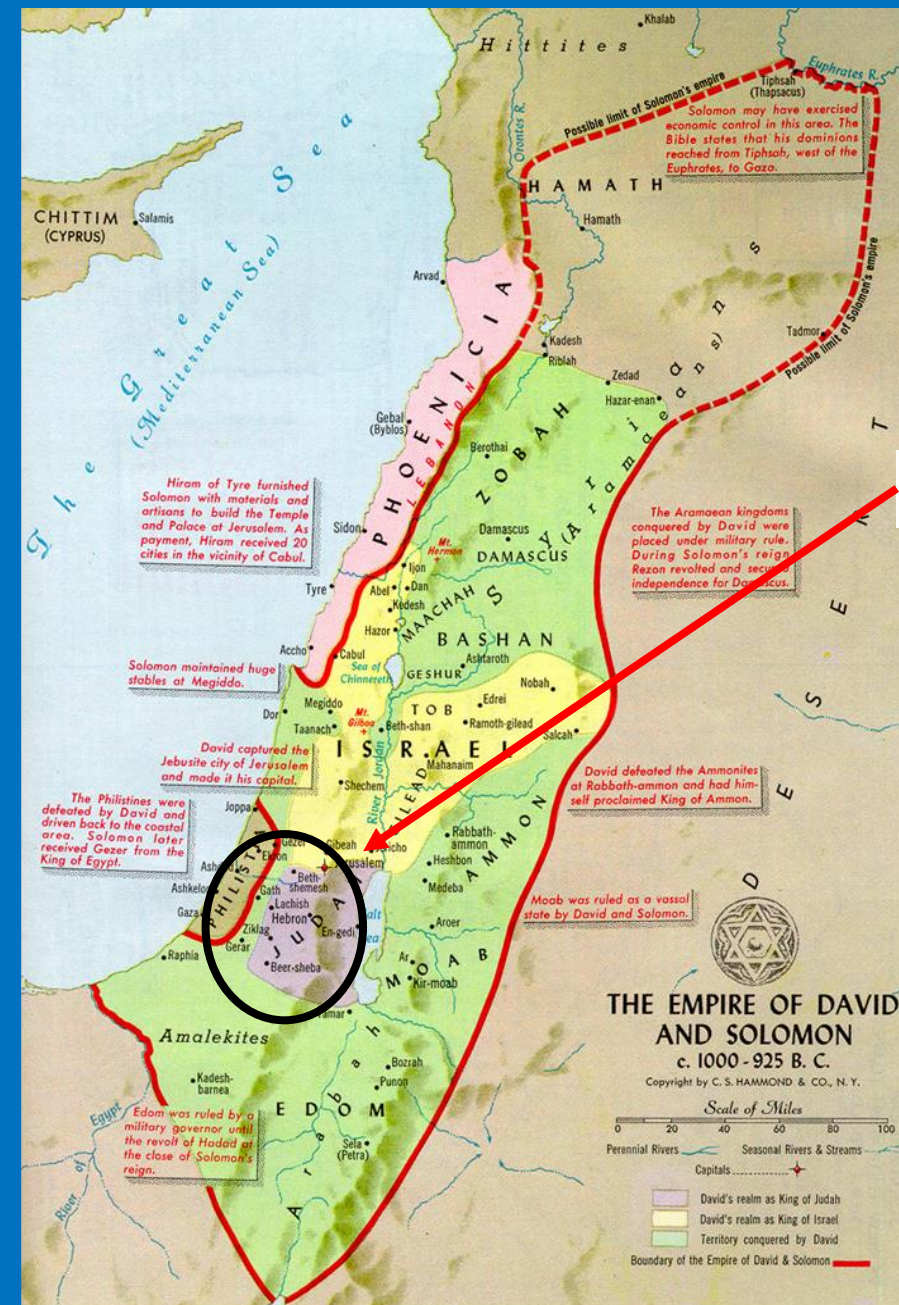 Khalab
Hittites
Euphrates R.
Tiphsah
(Thapsacus)
Possible limit of Solomon's empire
Solomon may have exercised
economic control in this area. The
Bible states that his dominions
reached from Tiphsah, west of the
Euphrates, to Gaza.
Orontes R.
HAMATH
Hamath
CHITTIM
(CYPRUS)
Salamis
The Great Sea
(Mediterranean Sea)
Arvad
Tadmor
Possible limit of Solomon's empire
Kadesh
Riblah
Zedad
Hazar-enan
PHOENICIA
LEBANON
Gebal
(Byblos)
ZOBAH
Berothai
Hiram of Tyre furnished
Solomon with materials and
artisans to build the Temple
and Palace at Jerusalem. As
payment, Hiram received 20
cities in the vicinity of Cabul.
Sidon
Damascus
DAMASCUS
(Aramaeans)
The Aramaean kingdoms
conquered by David were
placed under military rule.
During Solomon's reign
Rezon revolted and
independence for
Mt.
Hermon
Ijon
Tyre
Abel
Dan
Kedesh
MAACHAH
Hazor
BASHAN
Accho
Cabul
Sea of
Chinnereth
GESHUR
Ashtaroth
Solomon maintained huge
stables at Megiddo.
Nobah
Edrei
TOB
Dor
Megiddo
Mt.
Gilboa
Taanach
Beth-shan
Ramoth-gilead
Salcah
ISRAEL
David captured the
Jebusite city of Jerusalem
and made it his capital.
Mahanaim
River Jordan
Shechem
David defeated the Ammonites
at Rabbath-ammon and had him-
self proclaimed King of Ammon.
The Philistines were
defeated by David and
driven back to the coastal
area. Solomon later
received Gezer from the
King of Egypt.
Joppa
AMMON
Rabbath-
ammon
Gezer
Gibeah
Jerusalem
Heshbon
Beth-
shemesh
PHILISTIA
Ashkelon
Gath
Lachish
Medeba
Gaza
Hebron
JUDAH
Moab was ruled as a vassal
state by David and Solomon.
Ziklag
En-gedi
Aroer
Gerar
Raphia
Beer-sheba
Ar
MOAB
Kir-moab
DESERT
Amalekites
Arabah
Bozrah
Kadesh-
barnea
Punon
EDOM
Edom was ruled by a
military governor until
the revolt of Hadad at
the close of Solomon's
reign.
Sela
(Petra)
River of Egypt
THE EMPIRE OF DAVID
AND SOLOMON
c. 1000-925 B. C.
Copyright by C. S. HAMMOND & CO., N. Y.
Scale of Miles
0 20 40 60 80 100
Perennial Rivers Seasonal Rivers & Streams
Capitals
David's realm as King of Judah
David's realm as King of Israel
Territory conquered by David
Boundary of the Empire of David & Solomon